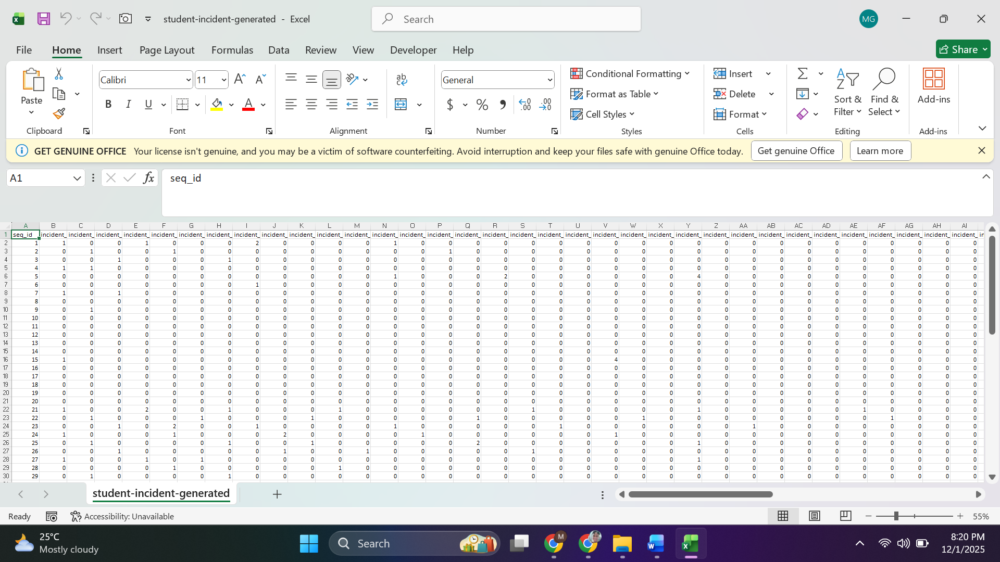 student-incident-generated - Excel
Search
MG
File Home Insert Page Layout Formulas Data Review View Developer Help
Share
Paste
Calibri 11
B I U
ab
General
$ %
Conditional Formatting
Format as Table
Cell Styles
Insert
Delete
Format
Sort & Filter
Find & Select
Add-ins
Clipboard Font Alignment Number Styles Cells Editing Add-ins
GET GENUINE OFFICE Your license isn't genuine, and you may be a victim of software counterfeiting. Avoid interruption and keep your files safe with genuine Office today. Get genuine Office Learn more
A1 fx seq_id
A B C D E F G H I J K L M N O P Q R S T U V W X Y Z AA AB AC AD AE AF AG AH AI
1 seq_id incident_ incident_ incident_ incident_ incident_ incident_ incident_ incident_ incident_ incident_ incident_ incident_ incident_ incident_ incident_ incident_ incident_ incident_ incident_ incident_ incident_ incident_ incident_ incident_ incident_ incident_ incident_ incident_ incident_ incident_ incident_ incident_ incident_ incident_ in
2 1 1 0 0 1 0 0 0 2 0 0 0 0 1 0 0 0 0 0 0 0 0 0 0 0 0 0 0 0 0 0 0 0 0 0
3 2 0 1 0 0 1 0 0 0 0 0 0 0 0 0 1 0 0 0 0 0 0 0 0 0 0 0 0 0 0 0 0 0 0 0
4 3 0 0 1 0 0 0 1 0 0 0 0 0 0 0 0 0 0 0 0 0 0 0 0 0 0 0 0 0 0 0 0 0 0 0
5 4 1 1 0 0 0 0 0 0 0 0 0 0 0 0 0 0 0 0 0 0 0 0 0 0 0 0 0 0 0 0 0 0 0 0
6 5 0 0 0 0 0 0 0 0 0 0 0 0 1 0 0 0 2 0 0 0 0 0 0 4 0 0 0 0 0 0 0 0 0 0
7 6 0 0 0 0 0 0 0 1 0 0 0 0 0 0 0 0 0 0 0 0 0 0 0 0 0 0 0 0 0 0 0 0 0 0
8 7 1 0 1 0 0 0 0 0 0 0 0 0 0 0 0 0 0 0 0 0 0 0 0 0 0 0 0 0 0 0 0 0 0 0
9 8 0 0 0 0 0 0 0 0 0 0 0 0 0 0 0 0 0 0 0 0 0 0 0 0 0 0 0 0 0 0 0 0 0 0
10 9 0 1 0 0 0 0 0 0 0 0 0 0 0 0 0 0 0 0 0 0 0 0 0 0 0 0 0 0 0 0 0 0 0 0
11 10 0 0 0 0 0 0 0 0 0 0 0 0 0 0 0 0 0 0 0 0 0 0 0 0 0 0 0 0 0 0 0 0 0 0
12 11 0 0 0 0 0 0 0 0 0 0 0 0 0 0 0 0 0 0 0 0 0 0 0 0 0 0 0 0 0 0 0 0 0 0
13 12 0 0 0 0 0 0 0 0 0 0 0 0 0 0 0 0 0 0 0 0 0 0 0 0 0 0 0 0 0 0 0 0 0 0
14 13 0 0 0 0 0 0 0 0 0 0 0 0 0 0 0 0 0 0 0 0 0 0 0 0 0 0 0 0 0 0 0 0 0 0
15 14 0 0 0 0 0 0 0 0 0 0 0 0 0 0 0 0 0 0 0 0 0 0 0 0 0 0 0 0 0 0 0 0 0 0
16 15 1 0 0 0 0 0 0 0 0 0 0 0 0 0 0 0 0 0 0 0 4 0 0 0 0 0 0 0 0 0 0 0 0 0
17 16 0 0 0 0 0 0 0 0 0 0 0 0 0 0 0 0 0 0 0 0 0 0 0 0 0 0 0 0 0 0 0 0 0 0
18 17 0 0 0 0 0 0 0 0 0 0 0 0 0 0 0 0 0 0 0 0 0 0 0 0 0 0 0 0 0 0 0 0 0 0
19 18 0 0 0 0 0 0 0 0 0 0 0 0 0 0 0 0 0 0 0 0 0 0 0 0 0 0 0 0 0 0 0 0 0 0
20 19 0 0 0 0 0 0 0 0 0 0 0 0 0 0 0 0 0 0 0 0 0 0 0 0 0 0 0 0 0 0 0 0 0 0
21 20 0 0 0 0 0 0 0 0 0 0 0 0 0 0 0 0 0 0 0 0 0 0 0 0 0 0 0 0 0 0 0 0 0 0
22 21 1 0 0 2 0 0 1 0 0 0 1 0 0 0 0 0 0 1 0 0 0 0 0 1 0 0 0 0 0 1 0 0 0 0
23 22 0 1 0 0 0 1 0 0 0 1 0 0 0 0 0 1 0 0 0 0 0 1 0 0 0 0 0 0 0 0 1 0 0 0
24 23 0 0 1 0 2 0 0 1 0 0 0 0 1 0 0 0 0 0 1 0 0 0 0 0 0 1 0 0 0 0 0 0 0 0
25 24 1 0 0 0 1 0 0 0 2 0 0 0 0 1 0 0 0 0 0 0 1 0 0 0 0 0 0 0 0 0 0 0 0 0
26 25 0 1 0 0 0 0 1 0 0 1 0 0 0 0 0 2 0 0 0 0 0 0 0 1 0 0 0 0 0 0 0 0 0 0
27 26 0 0 1 0 0 0 0 0 1 0 0 1 0 0 0 0 0 1 0 0 0 0 0 0 0 0 0 0 0 0 0 0 0 0
28 27 1 0 0 1 0 1 0 0 0 0 0 0 0 0 0 0 0 0 0 0 0 0 0 1 0 0 0 0 0 0 0 0 0 0
29 28 0 0 0 0 1 0 0 0 0 0 1 0 0 0 0 0 0 0 0 0 0 0 0 0 0 0 0 0 0 0 0 0 0 0
30 29 0 1 0 0 0 0 1 0 0 0 0 0 0 0 0 0 0 0 0 0 0 0 0 0 0 0 0 0 0 0 0 0 0 0
student-incident-generated
Ready Accessibility: Unavailable 55%
25°C
Mostly cloudy
Search
M
8:20 PM
12/1/2025